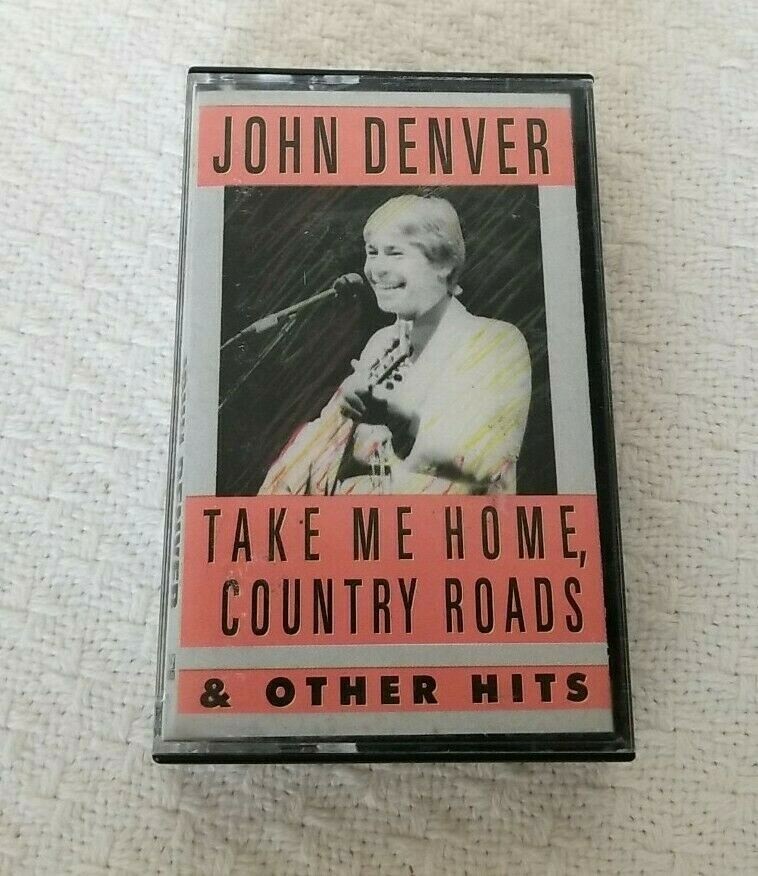 JOHN DENVER
TAKE ME HOME,
COUNTRY ROADS
& OTHER HITS